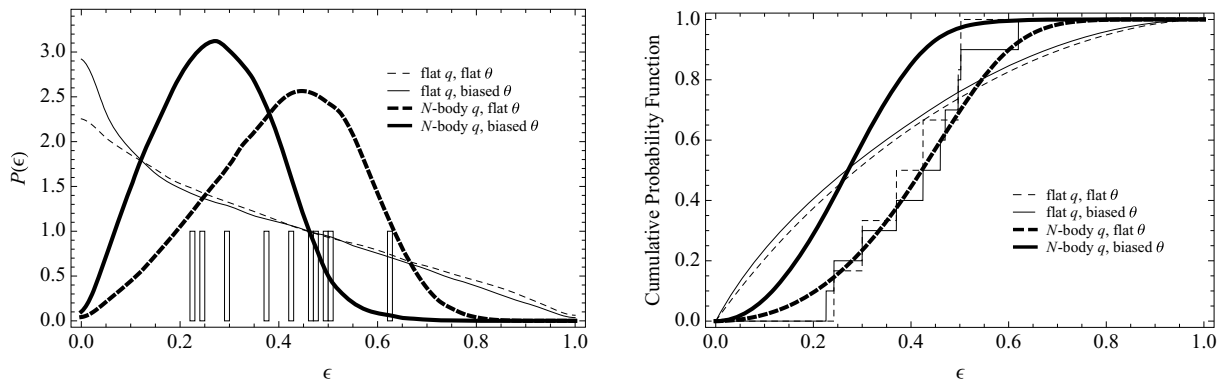 3.5
3.0
2.5
2.0
1.5
1.0
0.5
0.0
P(ϵ)
flat q, flat θ
flat q, biased θ
N-body q, flat θ
N-body q, biased θ
0.0 0.2 0.4 0.6 0.8 1.0
ϵ
1.0
0.8
0.6
0.4
0.2
0.0
Cumulative Probability Function
flat q, flat θ
flat q, biased θ
N-body q, flat θ
N-body q, biased θ
0.0 0.2 0.4 0.6 0.8 1.0
ϵ